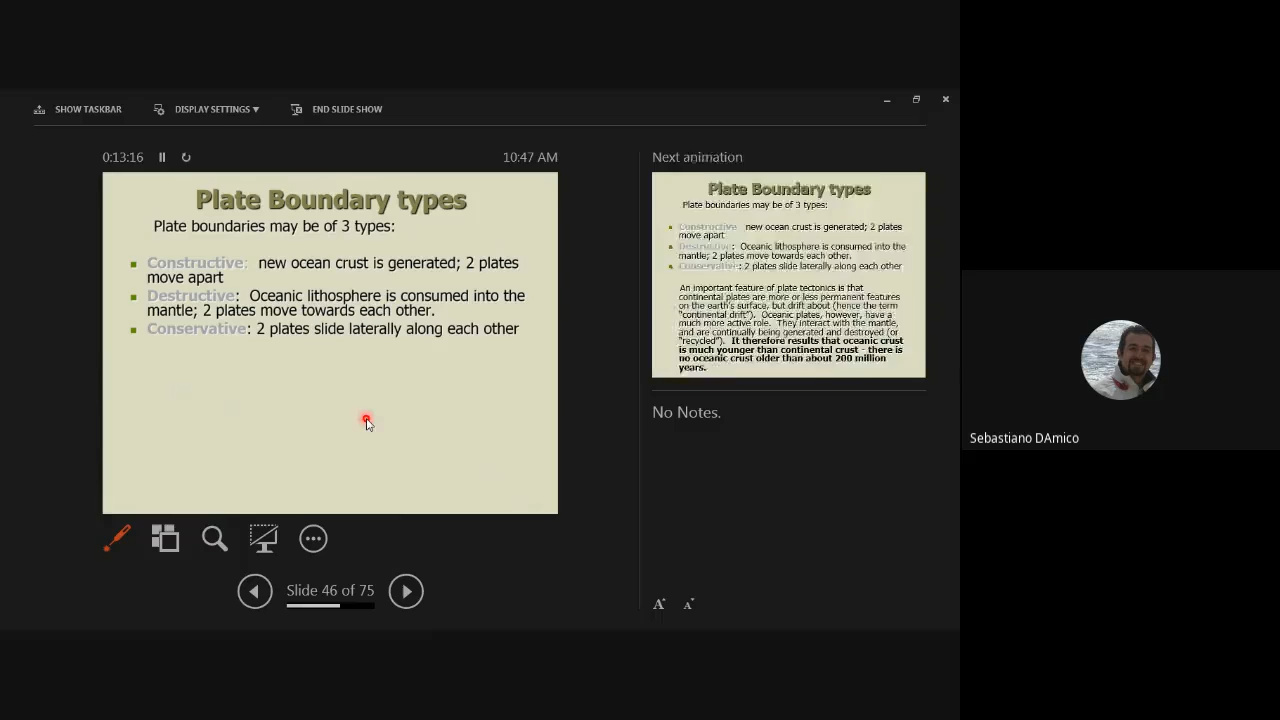 SHOW TASKBAR
DISPLAY SETTINGS
END SLIDE SHOW
0:13:16
10:47 AM
Plate Boundary types
Plate boundaries may be of 3 types:
Constructive: new ocean crust is generated; 2 plates
move apart
Destructive: Oceanic lithosphere is consumed into the
mantle; 2 plates move towards each other.
Conservative: 2 plates slide laterally along each other
Slide 46 of 75
Next animation
Plate Boundary types
Plate boundaries may be of 3 types:
Constructive: new ocean crust is generated; 2 plates
move apart
Destructive: Oceanic lithosphere is consumed into the
mantle; 2 plates move towards each other.
Conservative: 2 plates slide laterally along each other
An important feature of plate tectonics is that
continental plates are more or less permanent features
on the earth's surface, but drift about (hence the term
"continental drift"). Oceanic plates, however, have a
much more active role. They interact with the mantle,
and are continually being generated and destroyed (or
"recycled"). It therefore results that oceanic crust
is much younger than continental crust - there is
no oceanic crust older than about 200 million
years.
No Notes.
A A
Sebastiano DAmico